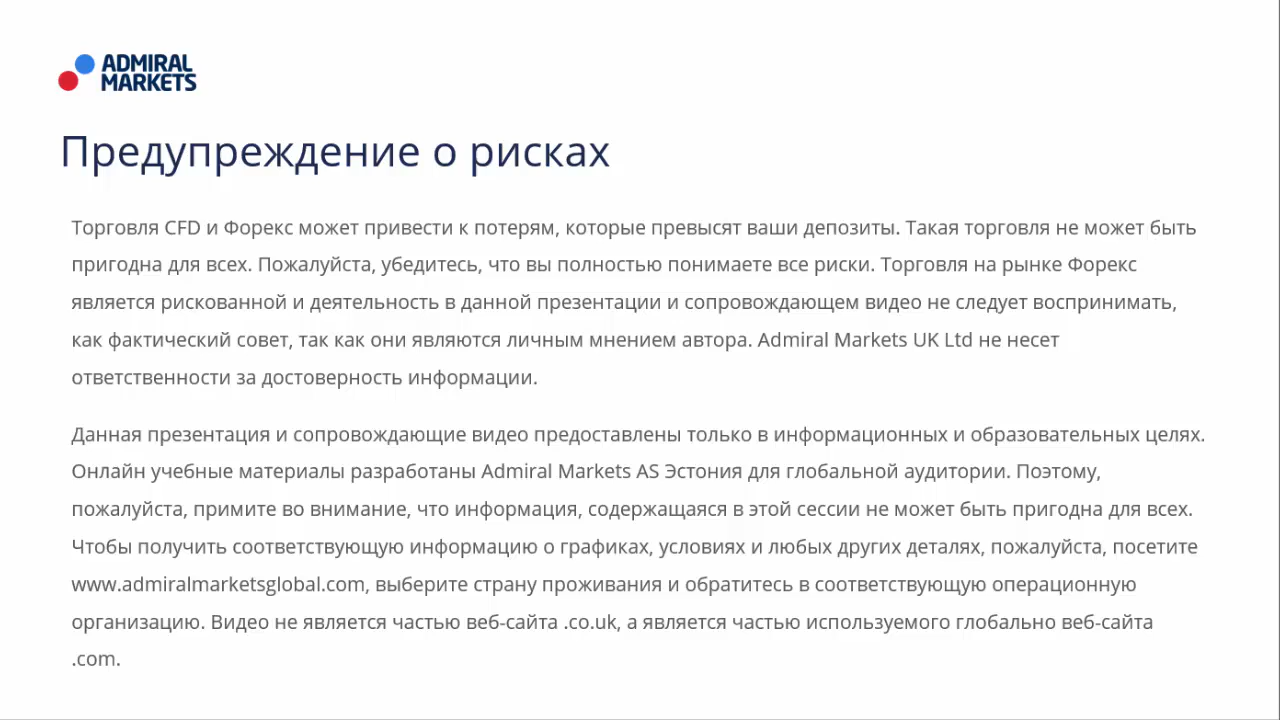 ADMIRAL
MARKETS
Предупреждение о рисках
Торговля CFD и Форекс может привести к потерям, которые превысят ваши депозиты. Такая торговля не может быть
пригодна для всех. Пожалуйста, убедитесь, что вы полностью понимаете все риски. Торговля на рынке Форекс
является рискованной и деятельность в данной презентации и сопровождающем видео не следует воспринимать,
как фактический совет, так как они являются личным мнением автора. Admiral Markets UK Ltd не несет
ответственности за достоверность информации.
Данная презентация и сопровождающие видео предоставлены только в информационных и образовательных целях.
Онлайн учебные материалы разработаны Admiral Markets AS Эстония для глобальной аудитории. Поэтому,
пожалуйста, примите во внимание, что информация, содержащаяся в этой сессии не может быть пригодна для всех.
Чтобы получить соответствующую информацию о графиках, условиях и любых других деталях, пожалуйста, посетите
www.admiralmarketsglobal.com, выберите страну проживания и обратитесь в соответствующую операционную
организацию. Видео не является частью веб-сайта .co.uk, а является частью используемого глобально веб-сайта
.com.